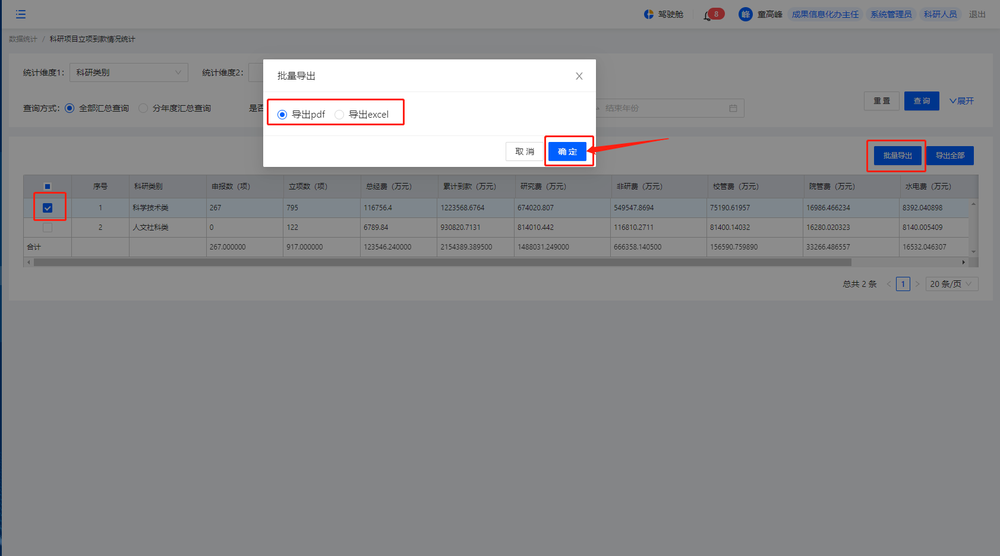 驾驶舱 8 峰 童高峰 成果信息化办主任 系统管理员 科研人员 退出
数据统计 / 科研项目立项到款情况统计
统计维度1: 科研类别 统计维度2:
批量导出
查询方式: 全部汇总查询 分年度汇总查询 是否
结束年份 重置 查询 展开
导出pdf 导出excel
取消 确定
批量导出 导出全部
序号 科研类别 申报数（项） 立项数（项） 总经费（万元） 累计到款（万元） 研究费（万元） 非研费（万元） 校管费（万元） 院管费（万元） 水电费（万元）
1 科学技术类 267 795 116756.4 1223568.6764 674020.807 549547.8694 75190.61957 16986.466234 8392.040898
2 人文社科类 0 122 6789.84 930820.7131 814010.442 116810.2711 81400.14032 16280.020323 8140.005409
合计 267.000000 917.000000 123546.240000 2154389.389500 1488031.249000 666358.140500 156590.759890 33266.486557 16532.046307
总共 2 条 < 1 > 20 条/页